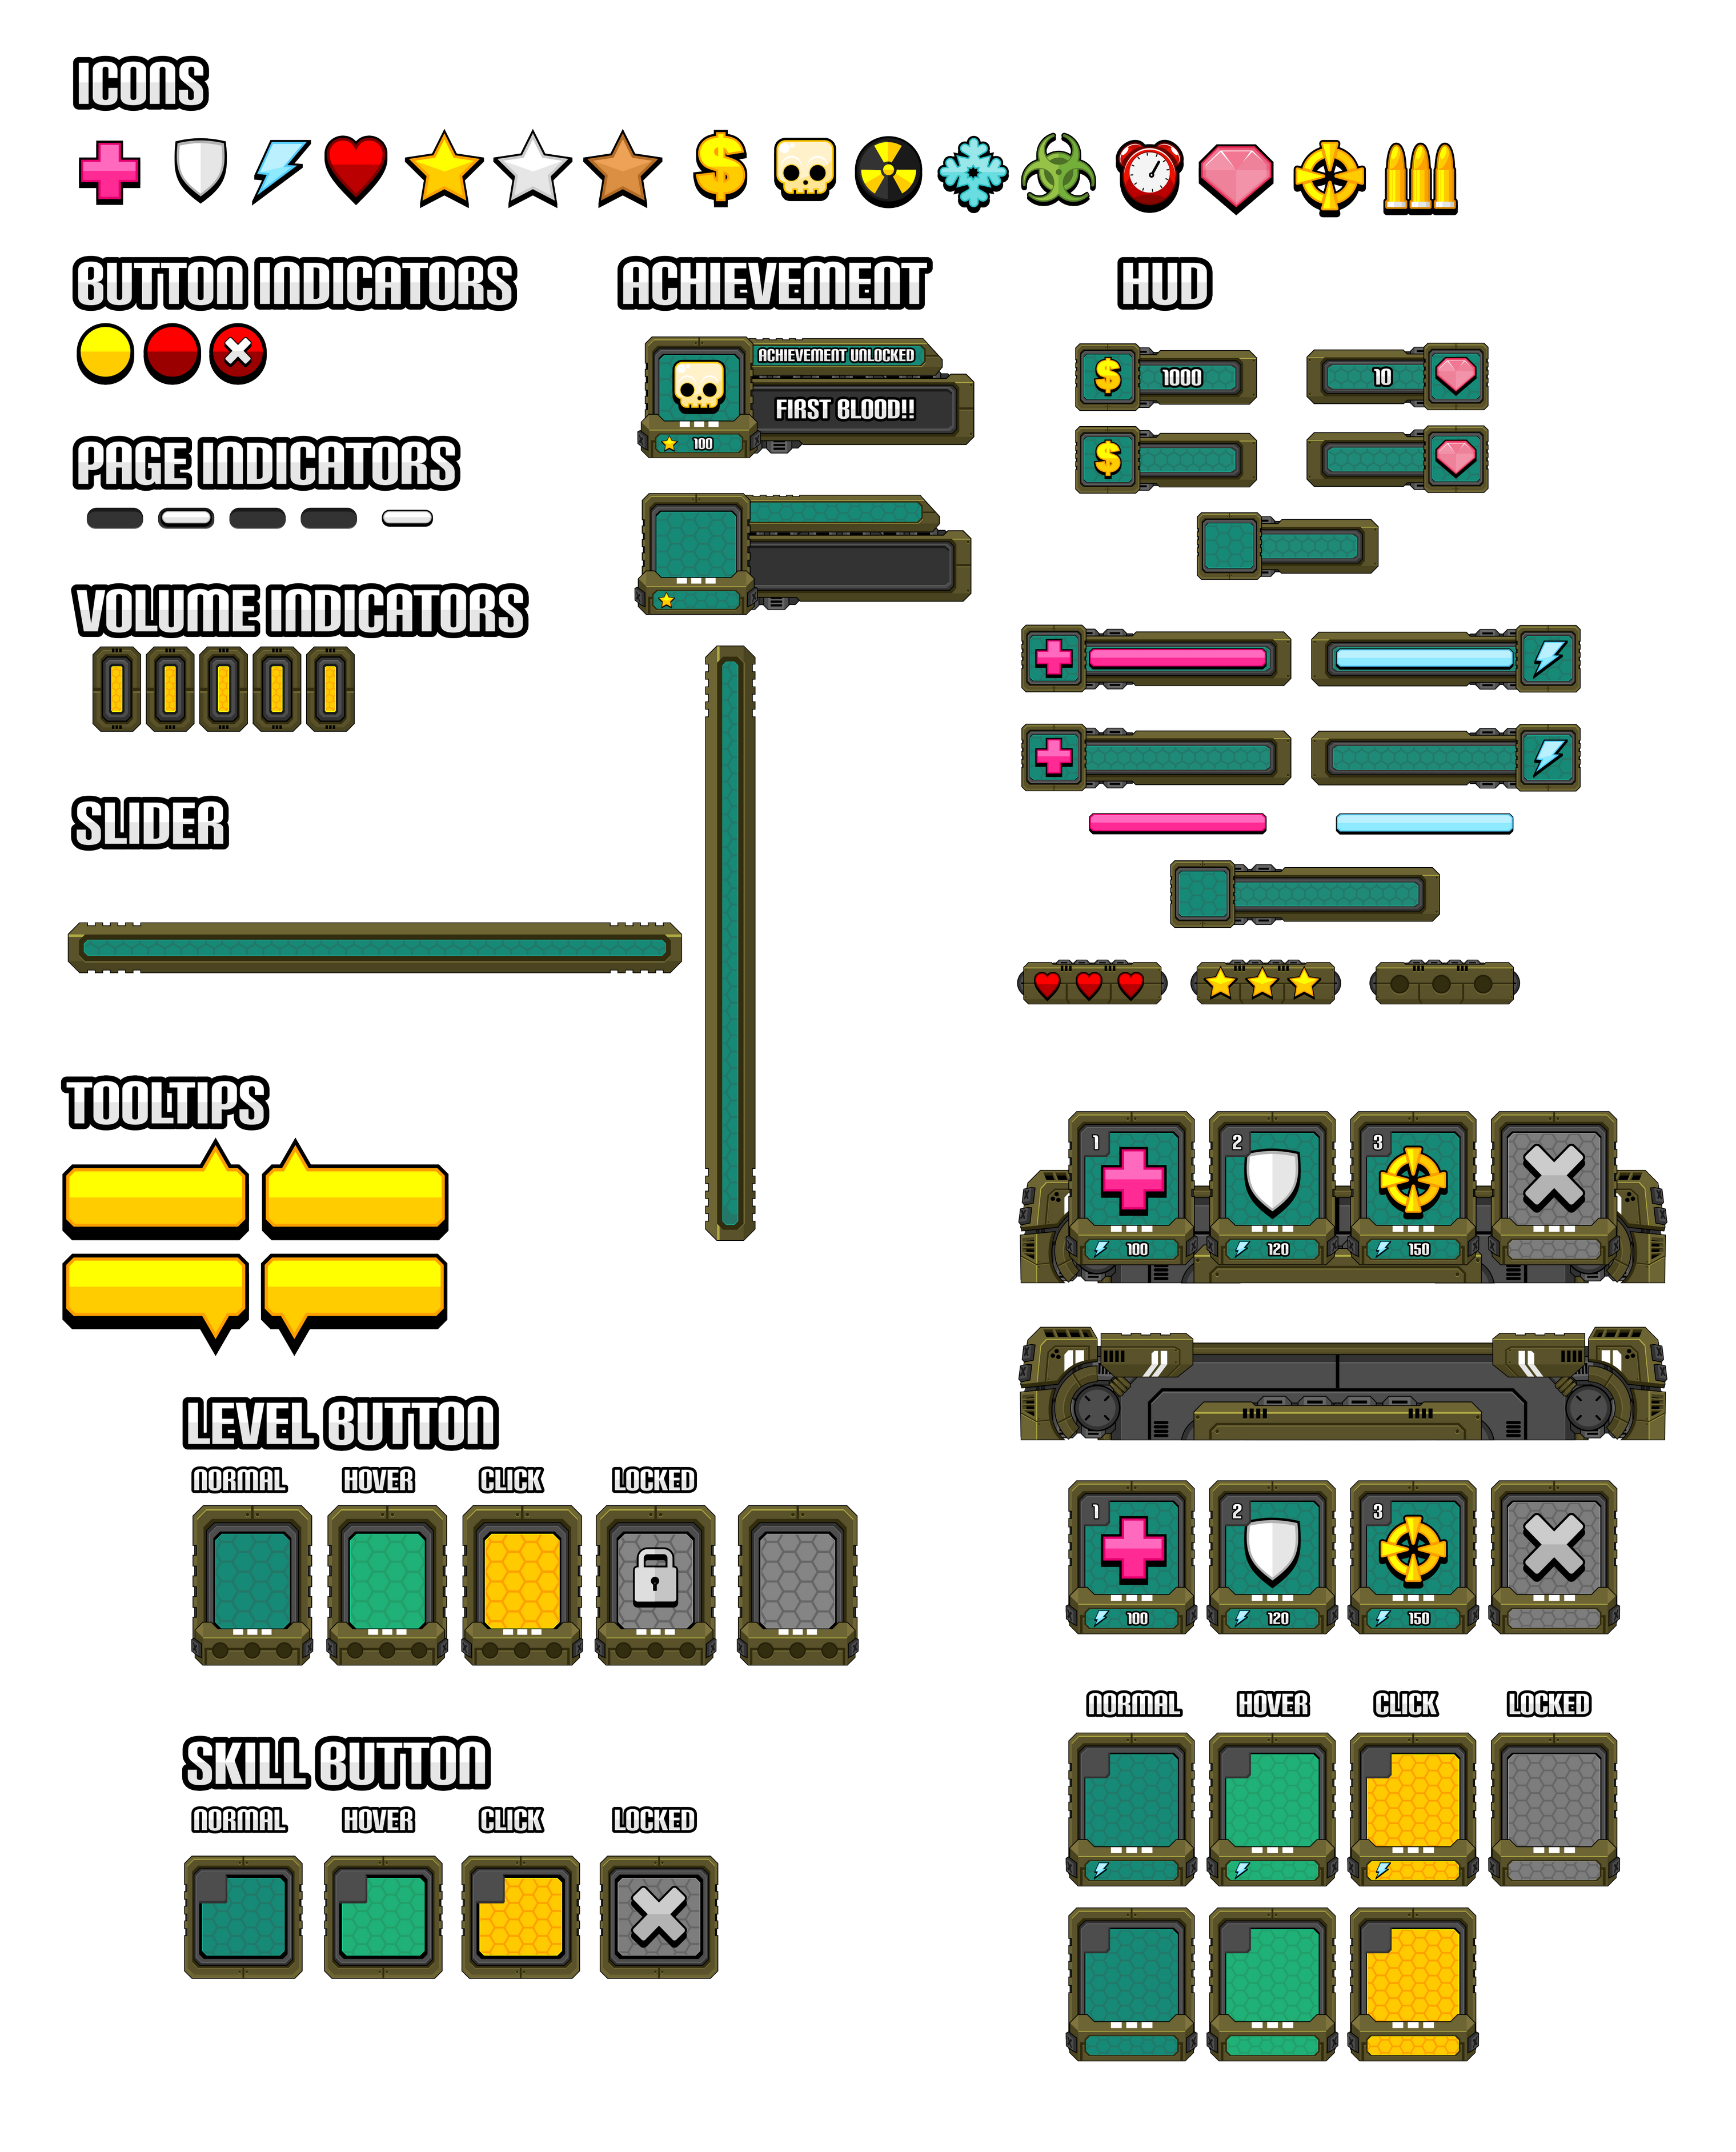 ICONS
BUTTON INDICATORS
ACHIEVEMENT
HUD
ACHIEVEMENT UNLOCKED
FIRST BLOOD!!
100
1000
10
PAGE INDICATORS
VOLUME INDICATORS
SLIDER
TOOLTIPS
1 2 3
100 120 150
LEVEL BUTTON
NORMAL HOVER CLICK LOCKED
1 2 3
100 120 150
NORMAL HOVER CLICK LOCKED
SKILL BUTTON
NORMAL HOVER CLICK LOCKED